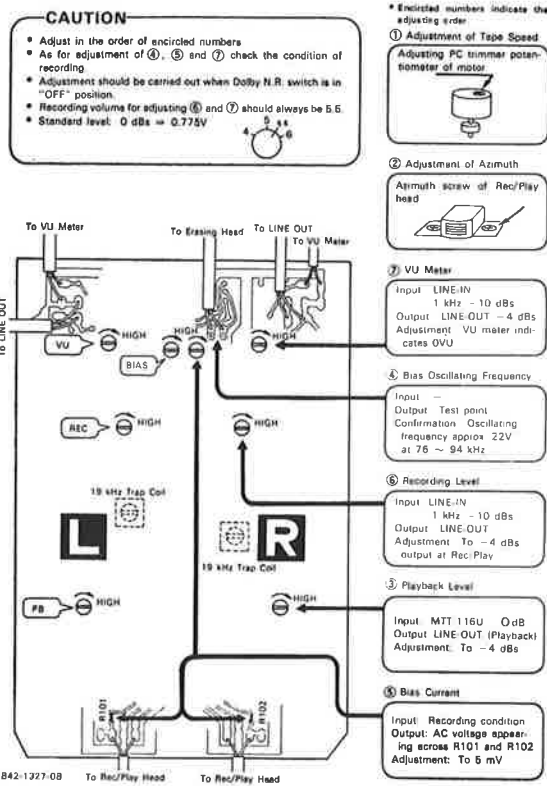 CAUTION
• Adjust in the order of encircled numbers
• As for adjustment of ④, ⑤ and ⑦ check the condition of
recording
• Adjustment should be carried out when Dolby N.R. switch is in
"OFF" position.
• Recording volume for adjusting ⑥ and ⑦ should always be 5.5.
• Standard level: 0 dBs = 0.775V
4 5 6
* Encircled numbers indicate the
adjusting order
① Adjustment of Tape Speed
Adjusting PC trimmer poten-
tiometer of motor
② Adjustment of Azimuth
Azimuth screw of Rec/Play
head
⑦ VU Meter
Input LINE-IN
1 kHz -10 dBs
Output LINE-OUT -4 dBs
Adjustment VU meter indi-
cates 0VU
④ Bias Oscillating Frequency
Input —
Output Test point
Confirmation Oscillating
frequency approx 22V
at 76 ~ 94 kHz
⑥ Recording Level
Input LINE-IN
1 kHz -10 dBs
Output LINE-OUT
Adjustment To -4 dBs
output at Rec/Play
③ Playback Level
Input MTT 116U 0dB
Output LINE-OUT (Playback)
Adjustment: To -4 dBs
⑤ Bias Current
Input: Recording condition
Output: AC voltage appear-
ing across R101 and R102
Adjustment: To 5 mV
To VU Meter
To Erasing Head
To LINE OUT
To VU Meter
To LINE OUT
VU
HIGH
BIAS
HIGH
HIGH
REC
HIGH
HIGH
19 kHz Trap Coil
L
R
19 kHz Trap Coil
PB
HIGH
HIGH
R101
R102
842-1327-08
To Rec/Play Head
To Rec/Play Head